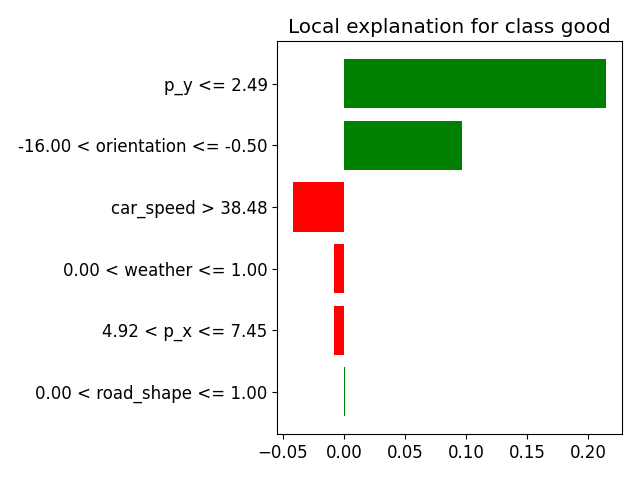 Local explanation for class good
p_y <= 2.49
-16.00 < orientation <= -0.50
car_speed > 38.48
0.00 < weather <= 1.00
4.92 < p_x <= 7.45
0.00 < road_shape <= 1.00
−0.05 0.00 0.05 0.10 0.15 0.20